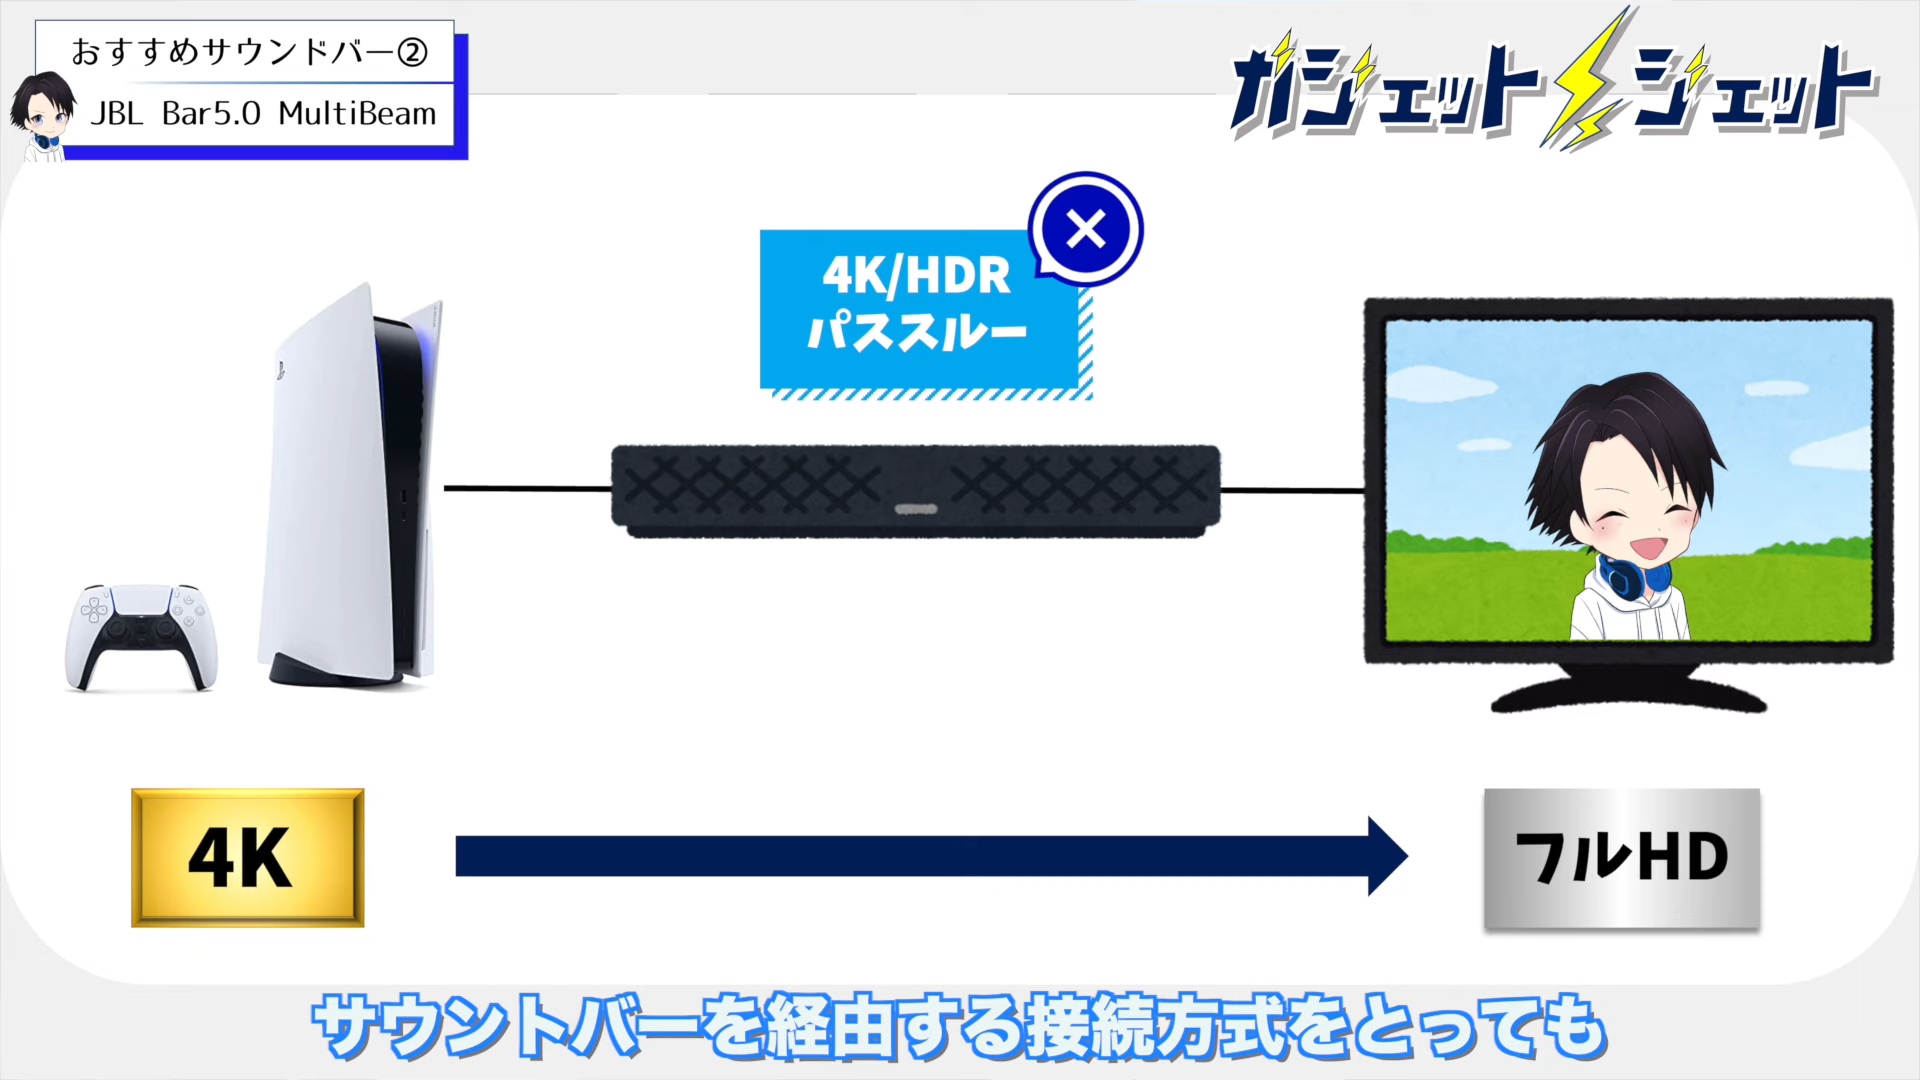 おすすめサウンドバー②
JBL Bar5.0 MultiBeam
ガジェットジェット
4K/HDR
パススルー
4K
フルHD
サウンドバーを経由する接続方式をとっても